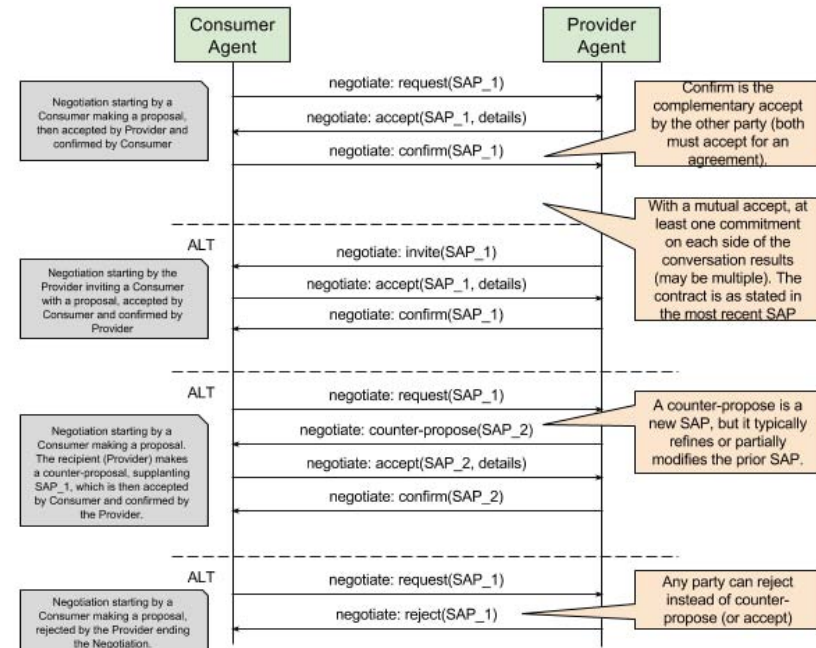 Consumer
Agent
Provider
Agent
Negotiation starting by a
Consumer making a proposal,
then accepted by Provider and
confirmed by Consumer
negotiate: request(SAP_1)
negotiate: accept(SAP_1, details)
negotiate: confirm(SAP_1)
Confirm is the
complementary accept
by the other party (both
must accept for an
agreement).
With a mutual accept, at
least one commitment
on each side of the
conversation results
(may be multiple). The
contract is as stated in
the most recent SAP
ALT
Negotiation starting by the
Provider inviting a Consumer
with a proposal, accepted by
Consumer and confirmed by
Provider
negotiate: invite(SAP_1)
negotiate: accept(SAP_1, details)
negotiate: confirm(SAP_1)
ALT
Negotiation starting by a
Consumer making a proposal.
The recipient (Provider) makes
a counter-proposal, supplanting
SAP_1, which is then accepted
by Consumer and confirmed by
the Provider.
negotiate: request(SAP_1)
negotiate: counter-propose(SAP_2)
negotiate: accept(SAP_2, details)
negotiate: confirm(SAP_2)
A counter-propose is a
new SAP, but it typically
refines or partially
modifies the prior SAP.
ALT
Negotiation starting by a
Consumer making a proposal,
rejected by the Provider ending
the Negotiation.
negotiate: request(SAP_1)
negotiate: reject(SAP_1)
Any party can reject
instead of counter-
propose (or accept)